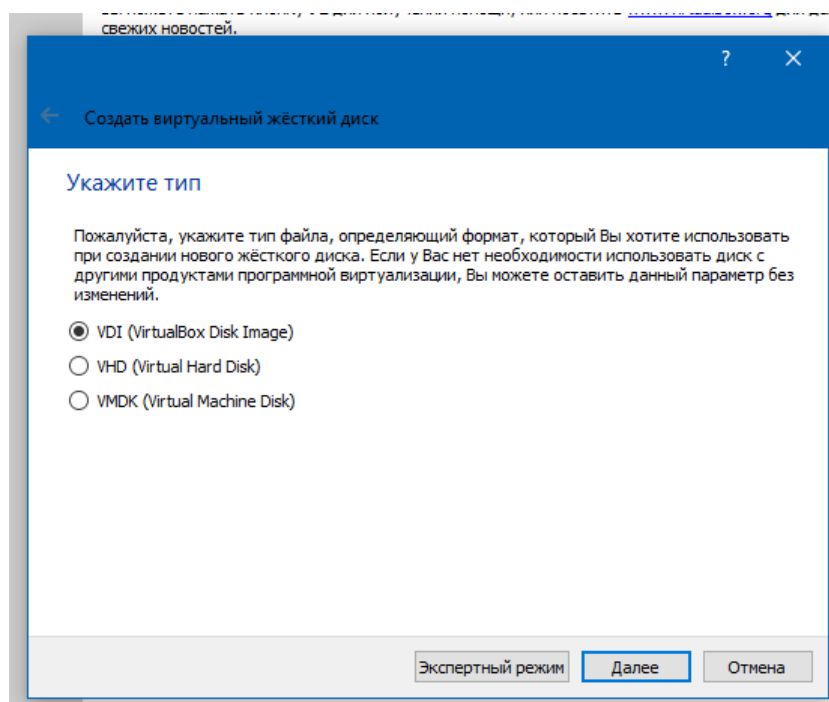 свежих новостей.
?
Создать виртуальный жёсткий диск
Укажите тип
Пожалуйста, укажите тип файла, определяющий формат, который Вы хотите использовать
при создании нового жёсткого диска. Если у Вас нет необходимости использовать диск с
другими продуктами программной виртуализации, Вы можете оставить данный параметр без
изменений.
VDI (VirtualBox Disk Image)
VHD (Virtual Hard Disk)
VMDK (Virtual Machine Disk)
Экспертный режим Далее Отмена